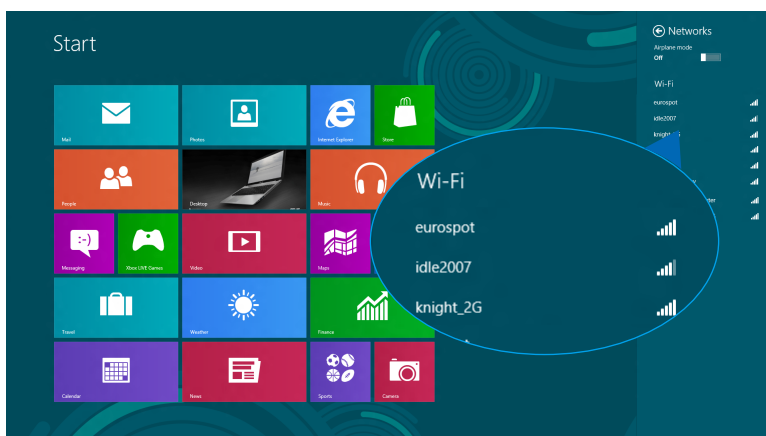 Start
Networks
Airplane mode
Off
Wi-Fi
eurospot
idle2007
Mail
Photos
Internet Explorer
Store
People
Desktop
Music
Messaging
:-)
Xbox LIVE Games
Video
Maps
Travel
Weather
Finance
Calendar
News
Sports
Camera
Wi-Fi
eurospot
idle2007
knight_2G